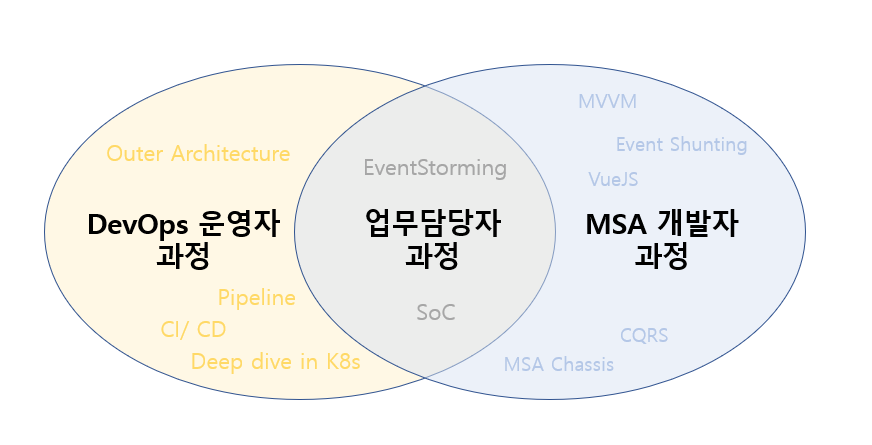 MVVM
Outer Architecture
Event Shunting
EventStorming
VueJS
DevOps 운영자
과정
업무담당자
과정
MSA 개발자
과정
Pipeline
SoC
CI/ CD
CQRS
Deep dive in K8s
MSA Chassis